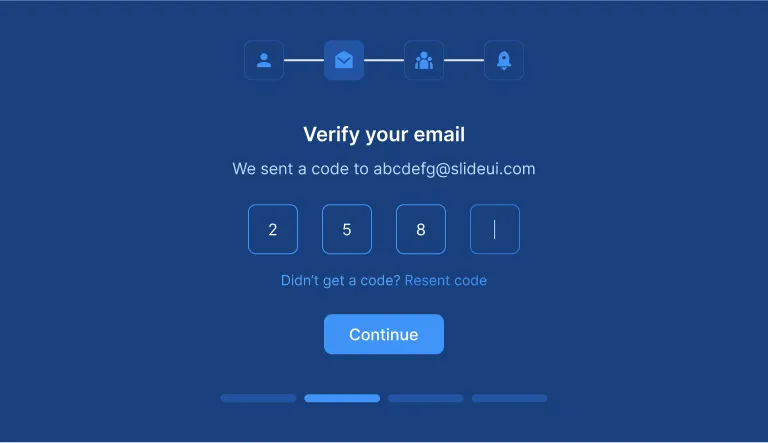 Verify your email
We sent a code to abcdefg@slideui.com
2 5 8
Didn't get a code? Resent code
Continue